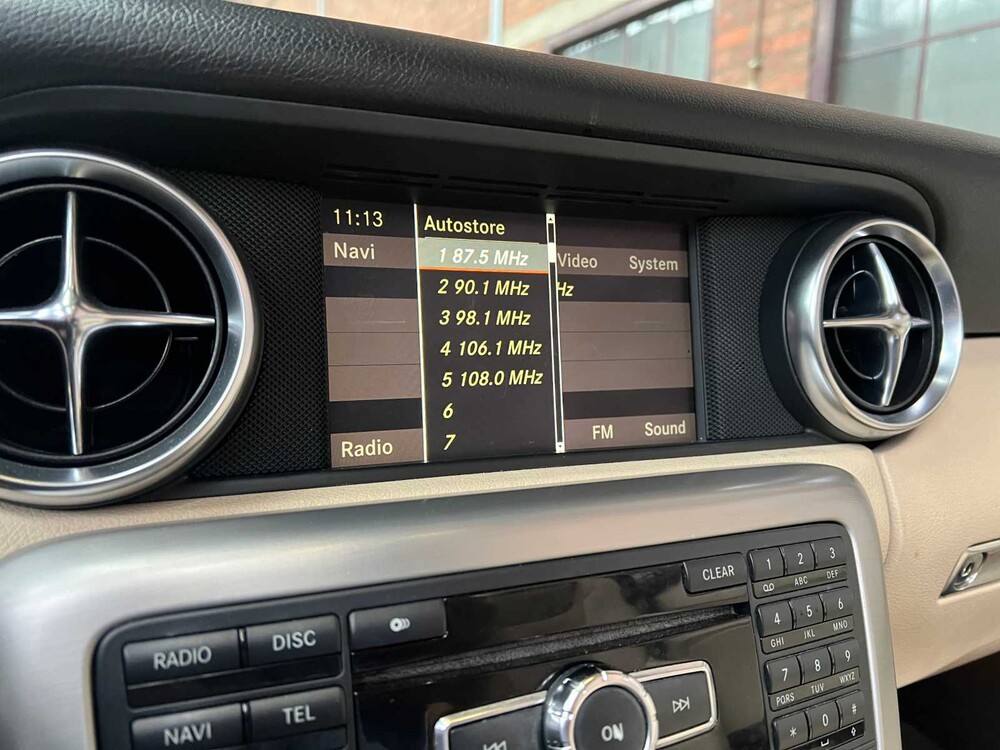 11:13
Autostore
Navi
Video
System
1 87.5 MHz
2 90.1 MHz
Hz
3 98.1 MHz
4 106.1 MHz
5 108.0 MHz
6
7
Radio
FM
Sound
CLEAR
1
2
3
ABC
DEF
RADIO
DISC
4
5
6
GHI
JKL
MNO
7
8
9
PQRS
TUV
WXYZ
NAVI
TEL
ON
*
0
#